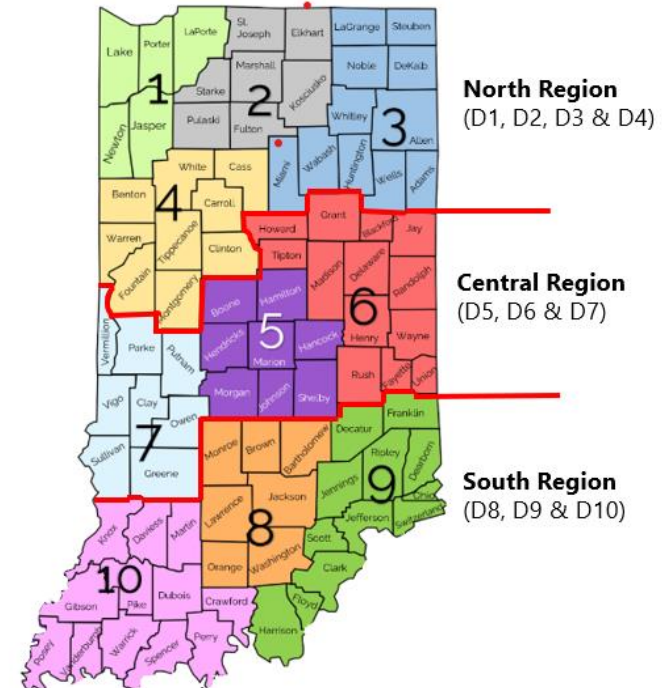 St.
Joseph
Elkhart
LaGrange
Steuben
LaPorte
Porter
Lake
Marshall
Noble
DeKalb
Starke
Kosciusko
1
2
North Region
(D1, D2, D3 & D4)
Pulaski
Fulton
Whitley
3
Allen
Newton
Jasper
White
Cass
Miami
Wabash
Huntington
Wells
Adams
Benton
Carroll
4
Tippecanoe
Warren
Clinton
Fountain
Montgomery
Grant
Howard
Blackford
Jay
Tipton
Madison
Delaware
Randolph
Central Region
(D5, D6 & D7)
6
Henry
Wayne
Rush
Fayette
Union
Boone
Hamilton
5
Hendricks
Marion
Hancock
Morgan
Johnson
Shelby
Vermillion
Parke
Putnam
Vigo
Clay
Owen
7
Sullivan
Greene
Franklin
Decatur
Ripley
Dearborn
9
Jennings
Ohio
Jefferson
Switzerland
Scott
Clark
Floyd
Harrison
South Region
(D8, D9 & D10)
Monroe
Brown
Bartholomew
Lawrence
Jackson
8
Orange
Washington
Knox
Daviess
Martin
10
Gibson
Pike
Dubois
Crawford
Posey
Vanderburgh
Warrick
Spencer
Perry